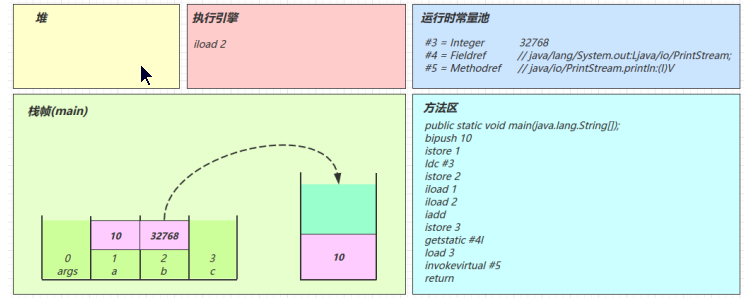 堆
执行引擎
iload 2
运行时常量池
#3 = Integer 32768
#4 = Fieldref // java/lang/System.out:Ljava/io/PrintStream;
#5 = Methodref // java/io/PrintStream.println:(I)V
栈帧(main)
10 32768
0 1 2 3
args a b c
10
方法区
public static void main(java.lang.String[]);
bipush 10
istore 1
ldc #3
istore 2
iload 1
iload 2
iadd
istore 3
getstatic #4I
load 3
invokevirtual #5
return